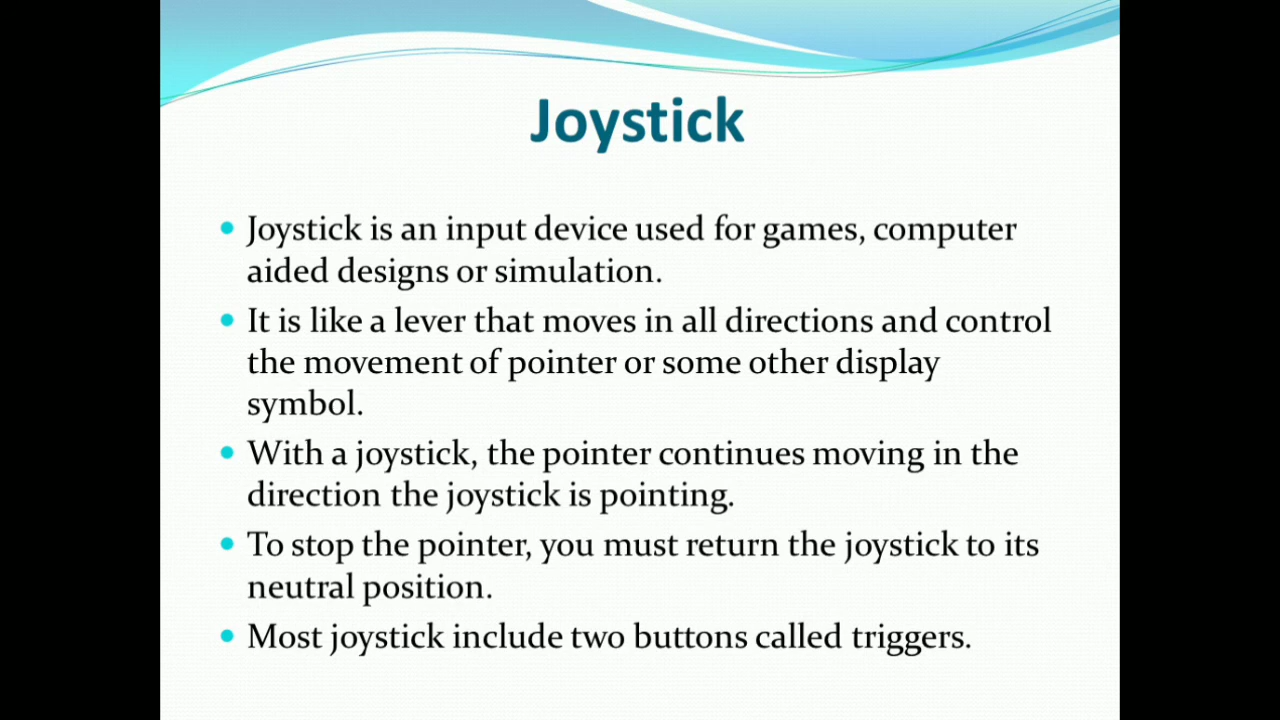 Joystick
• Joystick is an input device used for games, computer
aided designs or simulation.
• It is like a lever that moves in all directions and control
the movement of pointer or some other display
symbol.
• With a joystick, the pointer continues moving in the
direction the joystick is pointing.
• To stop the pointer, you must return the joystick to its
neutral position.
• Most joystick include two buttons called triggers.